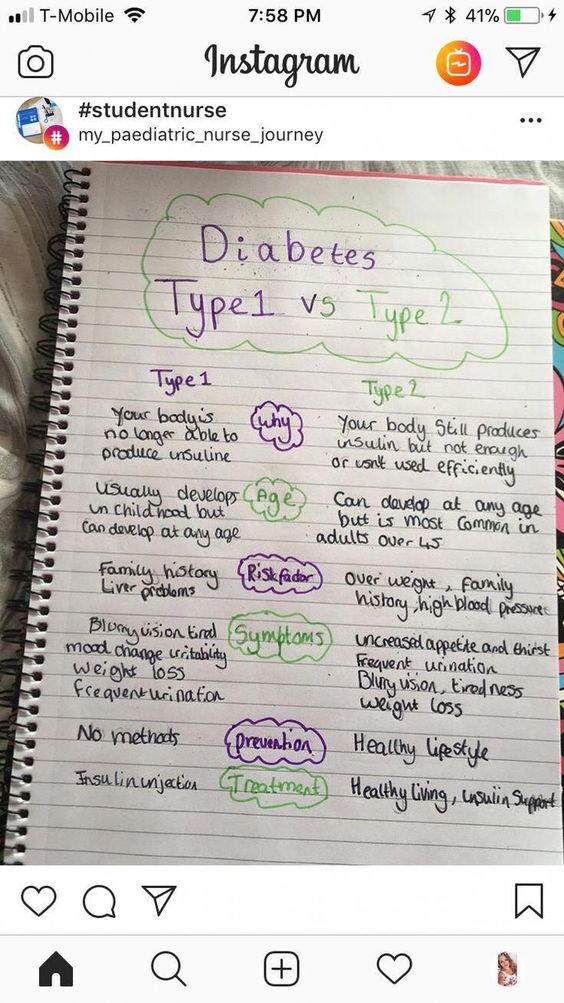 T-Mobile 7:58 PM 41%
Instagram
#studentnurse
my_paediatric_nurse_journey
Diabetes
Type 1 vs Type 2
Type 1
Type 2
Your body is
no longer able to
produce insuline
Why
Your body still produces
insulin but not enough
or isn't used efficiently
Usually develops
in childhood but
Can develop at any age
Age
Can develop at any age
but is most common in
adults over 45
Family history
Liver problems
Risk factor
Over weight, family
history, high blood pressure
Blurry vision tired
mood change irritability
weight loss
frequent urination
Symptoms
increased appetite and thirst
Frequent urination
Blurry vision, tiredness
weight loss
No methods
prevention
Healthy lifestyle
Insulin injection
Treatment
Healthy living, insulin support